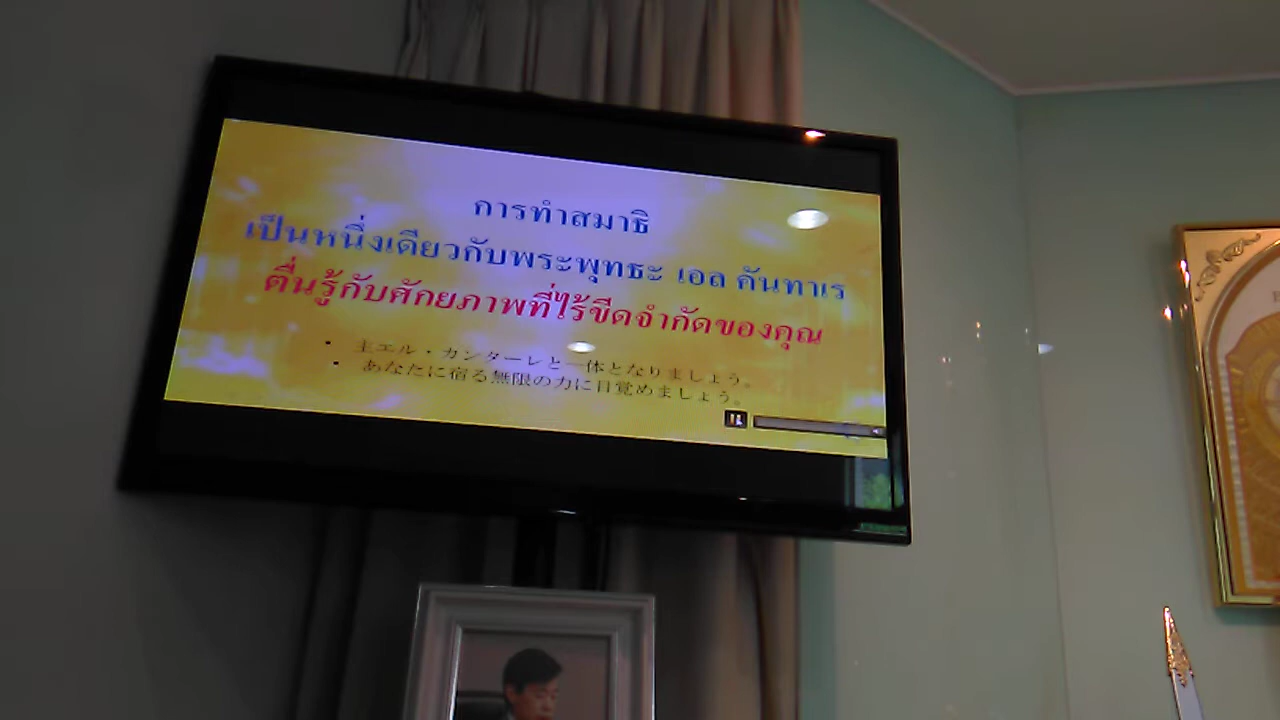 การทำสมาธิ
เป็นหนึ่งเดียวกับพระพุทธะ เอล คันทาเร
ตื่นรู้กับศักยภาพที่ไร้ขีดจำกัดของคุณ
・ 主エル・カンターレと一体となりましょう。
・ あなたに宿る無限の力に目覚めましょう。